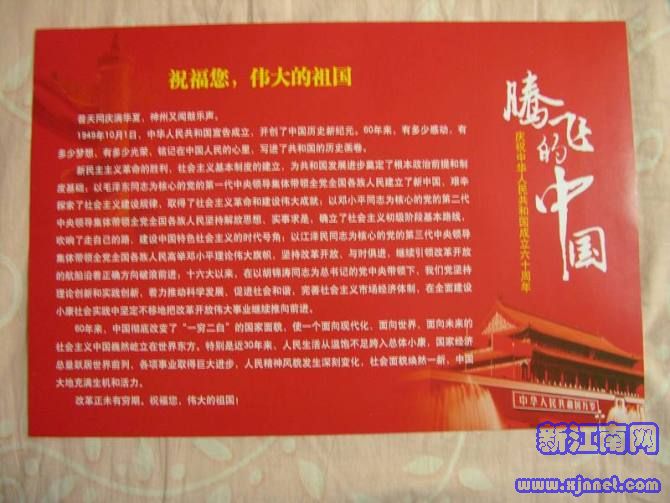 祝福您，伟大的祖国
普天同庆满华夏，神州又闻鼓乐声。
1949年10月1日，中华人民共和国宣告成立，开创了中国历史新纪元。60年来，有多少感动，有
多少梦想、有多少光荣，铭记在中国人民的心里，写进了共和国的历史画卷。
新民主主义革命的胜利，社会主义基本制度的建立，为共和国发展进步奠定了根本政治前提和制
度基础，以毛泽东同志为核心的党的第一代中央领导集体带领全党全国各族人民建立了新中国，艰辛
探索了社会主义建设规律，取得了社会主义革命和建设伟大成就；以邓小平同志为核心的党的第二代
中央领导集体带领全党全国各族人民坚持解放思想、实事求是，确立了社会主义初级阶段基本路线，
吹响了走自己的路，建设中国特色社会主义的时代号角；以江泽民同志为核心的党的第三代中央领导
集体带领全党全国各族人民高举邓小平理论伟大旗帜，坚持改革开放、与时俱进，继续引领改革开放
的航船沿着正确方向破浪前进；十六大以来，在以胡锦涛同志为总书记的党中央带领下，我们党坚持
理论创新和实践创新，着力推动科学发展、促进社会和谐，完善社会主义市场经济体制，在全面建设
小康社会实践中坚定不移地把改革开放伟大事业继续推向前进。
60年来，中国彻底改变了“一穷二白”的国家面貌，使一个面向现代化、面向世界、面向未来的
社会主义中国巍然屹立在世界东方。特别是近30年来，人民生活从温饱不足跨入总体小康，国家经济
总量跃居世界前列，各项事业取得巨大进步，人民精神风貌发生深刻变化，社会面貌焕然一新，中国
大地充满生机和活力。
改革正未有穷期。祝福您，伟大的祖国！
腾飞的中国
庆祝中华人民共和国成立六十周年
中华人民共和国万岁
新江南网
www.xjnnet.com